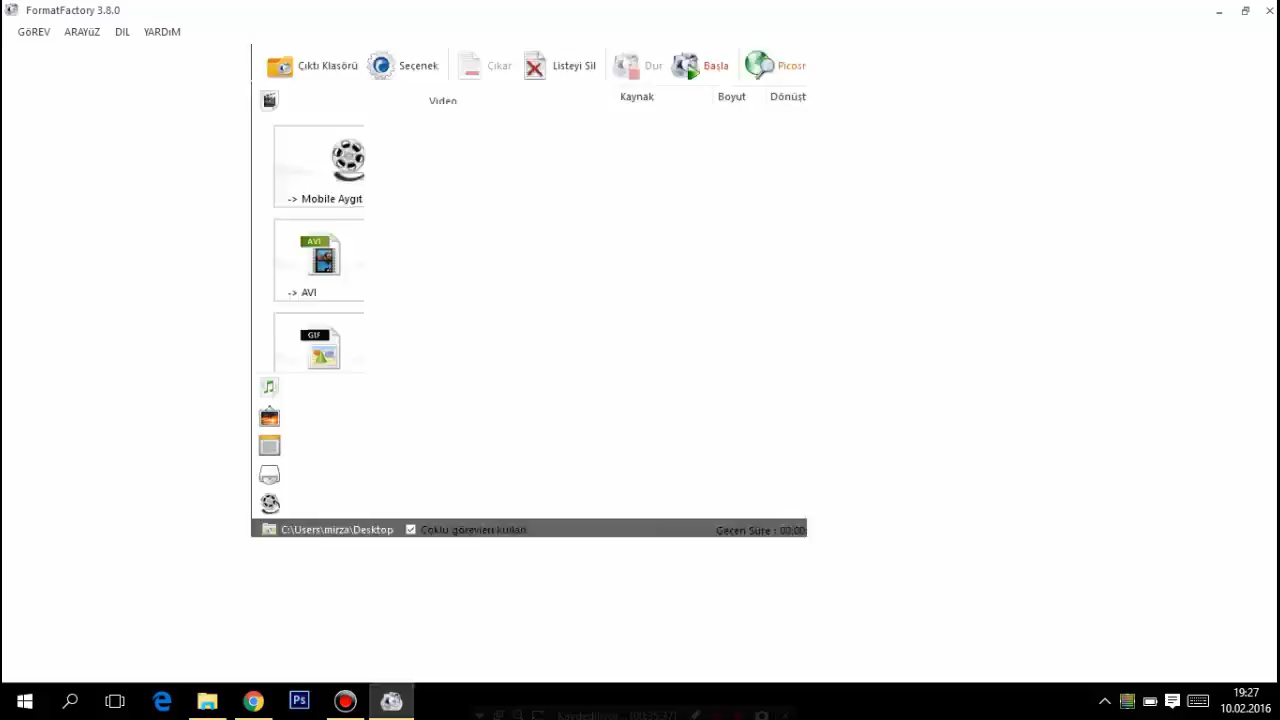 FormatFactory 3.8.0
GöREV ARAYüZ DIL YARDıM
Çıktı Klasörü Seçenek Çıkar Listeyi Sil Dur Başla Picosr
Video Kaynak Boyut Dönüşt
-> Mobile Aygıt
AVI
-> AVI
GIF
C:\Users\mirza\Desktop Çoklu görevleri kullan Geçen Süre : 00:00:
Ps
19:27
10.02.2016